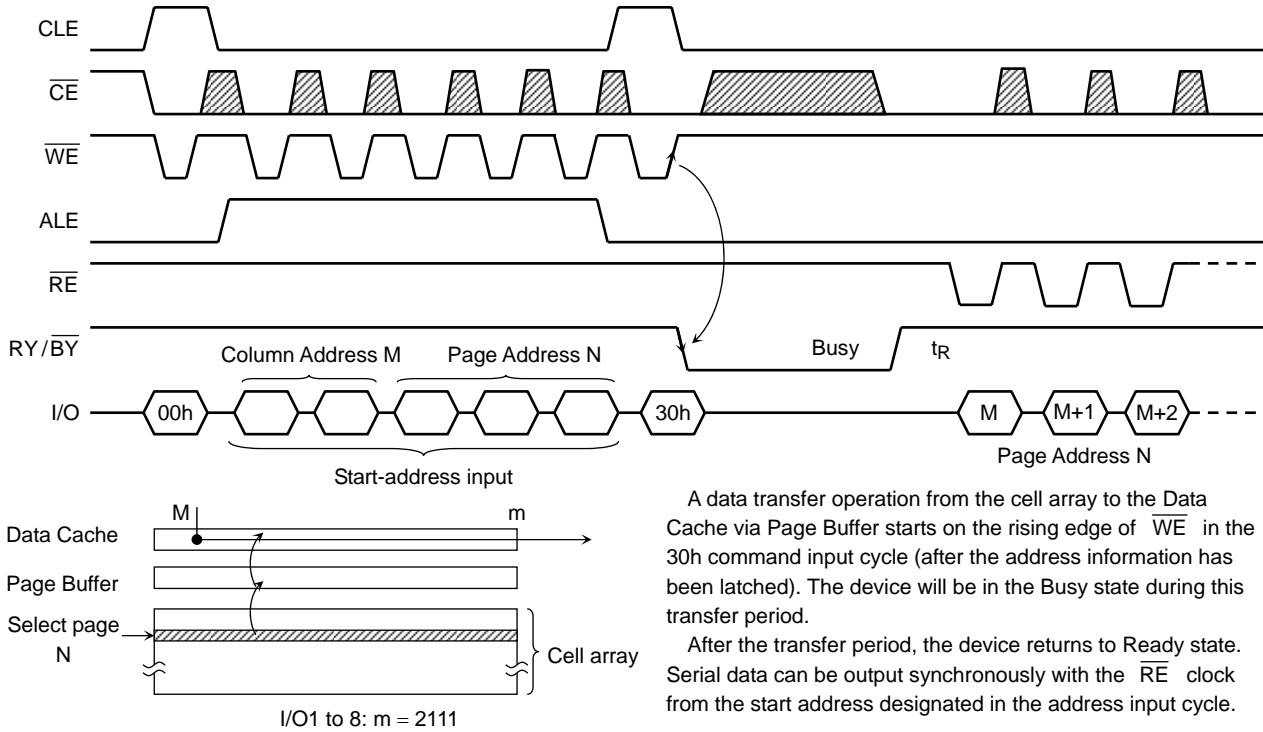 CLE
CE
WE
ALE
RE
RY/BY
Busy
tR
Column Address M
Page Address N
I/O
00h
30h
M
M+1
M+2
Start-address input
Page Address N
M
m
Data Cache
Page Buffer
Select page
N
Cell array
I/O1 to 8: m = 2111
A data transfer operation from the cell array to the Data
Cache via Page Buffer starts on the rising edge of WE in the
30h command input cycle (after the address information has
been latched). The device will be in the Busy state during this
transfer period.
After the transfer period, the device returns to Ready state.
Serial data can be output synchronously with the RE clock
from the start address designated in the address input cycle.